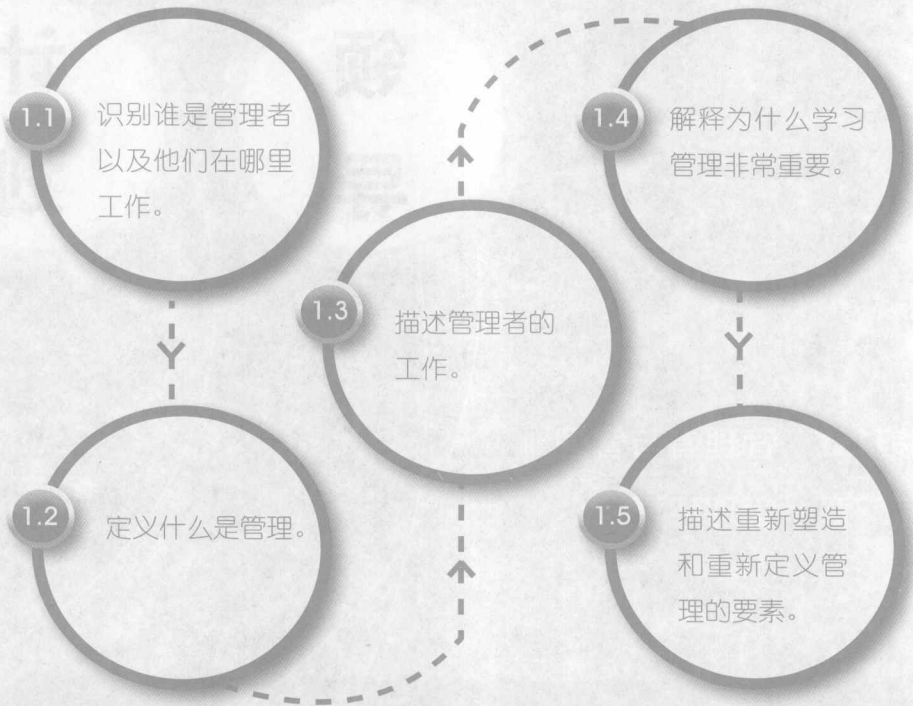 1.1
识别谁是管理者
以及他们在哪里
工作。
1.2
定义什么是管理。
1.3
描述管理者的
工作。
1.4
解释为什么学习
管理非常重要。
1.5
描述重新塑造
和重新定义管
理的要素。